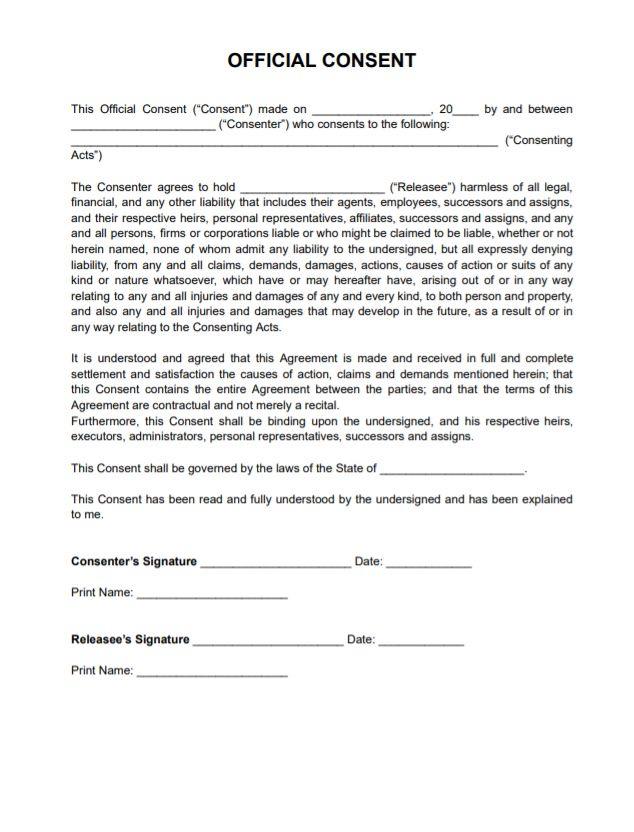 OFFICIAL CONSENT
This Official Consent (“Consent”) made on __________________, 20____ by and between
______________________ (“Consenter”) who consents to the following:
_________________________________________________________________ (“Consenting
Acts”)
The Consenter agrees to hold ______________________ (“Releasee”) harmless of all legal,
financial, and any other liability that includes their agents, employees, successors and assigns,
and their respective heirs, personal representatives, affiliates, successors and assigns, and any
and all persons, firms or corporations liable or who might be claimed to be liable, whether or not
herein named, none of whom admit any liability to the undersigned, but all expressly denying
liability, from any and all claims, demands, damages, actions, causes of action or suits of any
kind or nature whatsoever, which have or may hereafter have, arising out of or in any way
relating to any and all injuries and damages of any and every kind, to both person and property,
and also any and all injuries and damages that may develop in the future, as a result of or in
any way relating to the Consenting Acts.
It is understood and agreed that this Agreement is made and received in full and complete
settlement and satisfaction the causes of action, claims and demands mentioned herein; that
this Consent contains the entire Agreement between the parties; and that the terms of this
Agreement are contractual and not merely a recital.
Furthermore, this Consent shall be binding upon the undersigned, and his respective heirs,
executors, administrators, personal representatives, successors and assigns.
This Consent shall be governed by the laws of the State of ______________________.
This Consent has been read and fully understood by the undersigned and has been explained
to me.
Consenter’s Signature _______________________ Date: _____________
Print Name: _______________________
Releasee’s Signature _______________________ Date: _____________
Print Name: _______________________